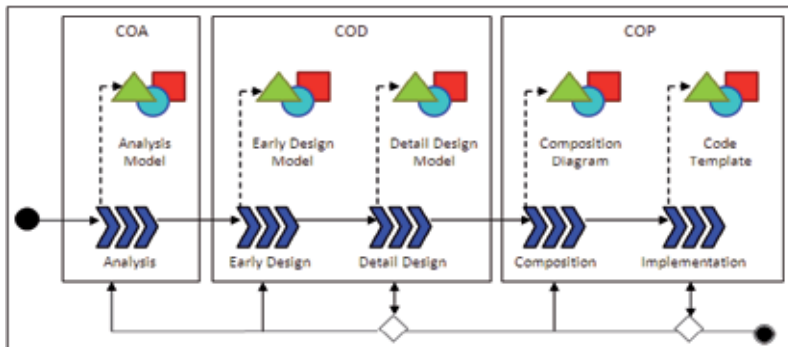 COA
COD
COP
Analysis
Model
Early Design
Model
Detail Design
Model
Composition
Diagram
Code
Template
Analysis
Early Design
Detail Design
Composition
Implementation